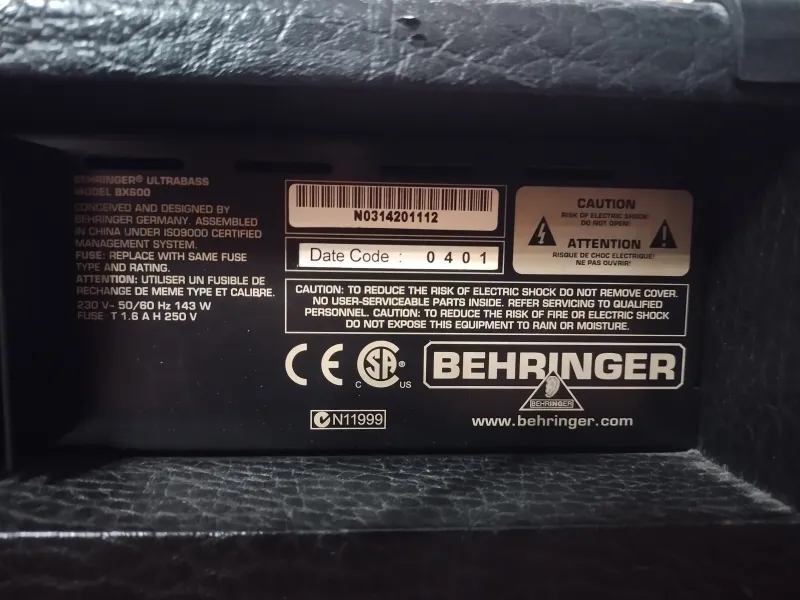 BEHRINGER® ULTRABASS
MODEL BX600
CONCEIVED AND DESIGNED BY
BEHRINGER GERMANY. ASSEMBLED
IN CHINA UNDER ISO9000 CERTIFIED
MANAGEMENT SYSTEM.
FUSE: REPLACE WITH SAME FUSE
TYPE AND RATING.
ATTENTION: UTILISER UN FUSIBLE DE
RECHANGE DE MEME TYPE ET CALIBRE.
230 V~ 50/60 Hz 143 W
FUSE T 1.6 A H 250 V
N0314201112
Date Code : 0401
CAUTION
RISK OF ELECTRIC SHOCK!
DO NOT OPEN!
ATTENTION
RISQUE DE CHOC ELECTRIQUE!
NE PAS OUVRIR!
CAUTION: TO REDUCE THE RISK OF ELECTRIC SHOCK DO NOT REMOVE COVER.
NO USER-SERVICEABLE PARTS INSIDE. REFER SERVICING TO QUALIFIED
PERSONNEL. CAUTION: TO REDUCE THE RISK OF FIRE OR ELECTRIC SHOCK
DO NOT EXPOSE THIS EQUIPMENT TO RAIN OR MOISTURE.
CE C SA® US
BEHRINGER
BEHRINGER
N11999
www.behringer.com